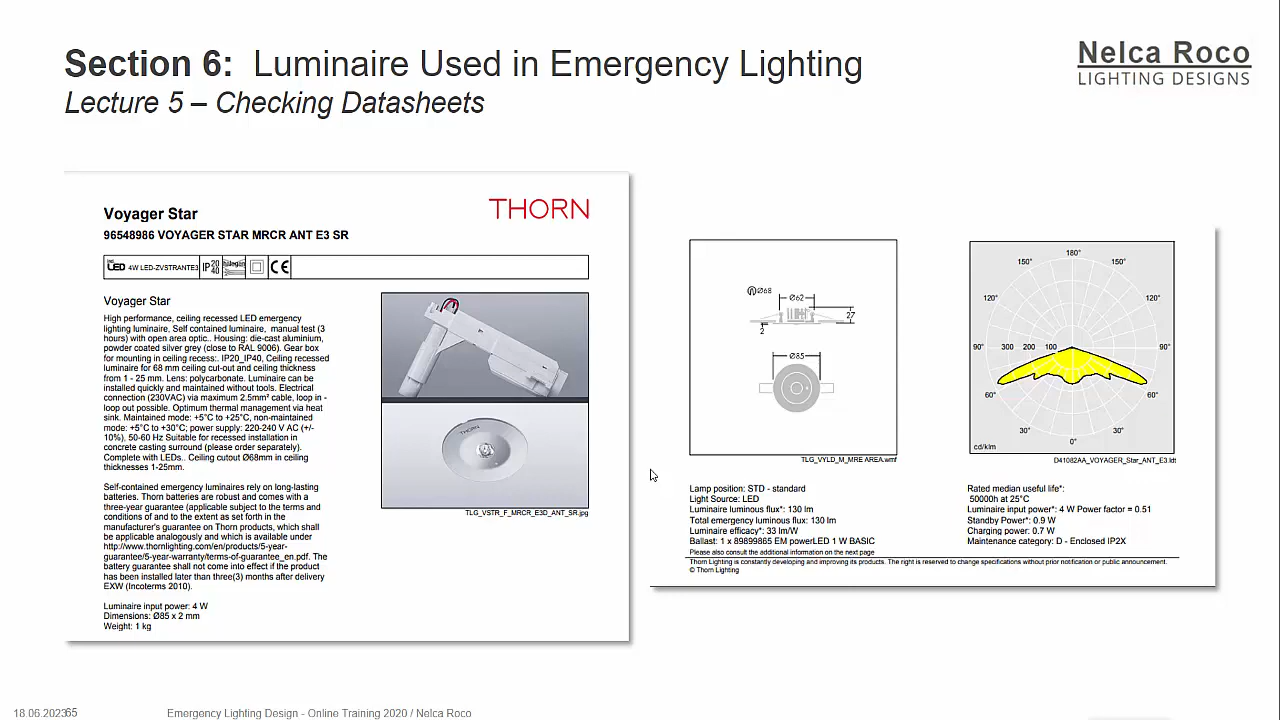 Section 6: Luminaire Used in Emergency Lighting
Lecture 5 – Checking Datasheets
Nelca Roco
LIGHTING DESIGNS
Voyager Star
THORN
96548986 VOYAGER STAR MRCR ANT E3 SR
LED 4W LED-ZVSTRANTE3 IP 20 40 CE
Voyager Star
High performance, ceiling recessed LED emergency
lighting luminaire, Self contained luminaire, manual test (3
hours) with open area optic.. Housing: die-cast aluminium,
powder coated silver grey (close to RAL 9006). Gear box
for mounting in ceiling recess:. IP20_IP40, Ceiling recessed
luminaire for 68 mm ceiling cut-out and ceiling thickness
from 1 - 25 mm. Lens: polycarbonate. Luminaire can be
installed quickly and maintained without tools. Electrical
connection (230VAC) via maximum 2.5mm² cable, loop in -
loop out possible. Optimum thermal management via heat
sink. Maintained mode: +5°C to +25°C, non-maintained
mode: +5°C to +30°C; power supply: 220-240 V AC (+/-
10%), 50-60 Hz Suitable for recessed installation in
concrete casting surround (please order separately).
Complete with LEDs.. Ceiling cutout Ø68mm in ceiling
thicknesses 1-25mm.
Self-contained emergency luminaires rely on long-lasting
batteries. Thorn batteries are robust and comes with a
three-year guarantee (applicable subject to the terms and
conditions of and to the extent as set forth in the
manufacturer's guarantee on Thorn products, which shall
be applicable analogously and which is available under
http://www.thornlighting.com/en/products/5-year-
guarantee/5-year-warranty/terms-of-guarantee_en.pdf. The
battery guarantee shall not come into effect if the product
has been installed later than three(3) months after delivery
EXW (Incoterms 2010).
Luminaire input power: 4 W
Dimensions: Ø85 x 2 mm
Weight: 1 kg
THORN
TLG_VSTR_F_MRCR_E3D_ANT_SR.jpg
Ø68
Ø62
27
2
Ø85
TLG_VYLD_M_MRE AREA.wmf
180°
150° 150°
120° 120°
90° 300 200 100 90°
60° 60°
30° 30°
0°
cd/klm
D41082AA_VOYAGER_Star_ANT_E3.ldt
Lamp position: STD - standard
Light Source: LED
Luminaire luminous flux*: 130 lm
Total emergency luminous flux: 130 lm
Luminaire efficacy*: 33 lm/W
Ballast: 1 x 89899865 EM powerLED 1 W BASIC
Rated median useful life*:
50000h at 25°C
Luminaire input power*: 4 W Power factor = 0.51
Standby Power*: 0.9 W
Charging power: 0.7 W
Maintenance category: D - Enclosed IP2X
Please also consult the additional information on the next page
Thorn Lighting is constantly developing and improving its products. The right is reserved to change specifications without prior notification or public announcement.
© Thorn Lighting
18.06.2023 65
Emergency Lighting Design - Online Training 2020 / Nelca Roco